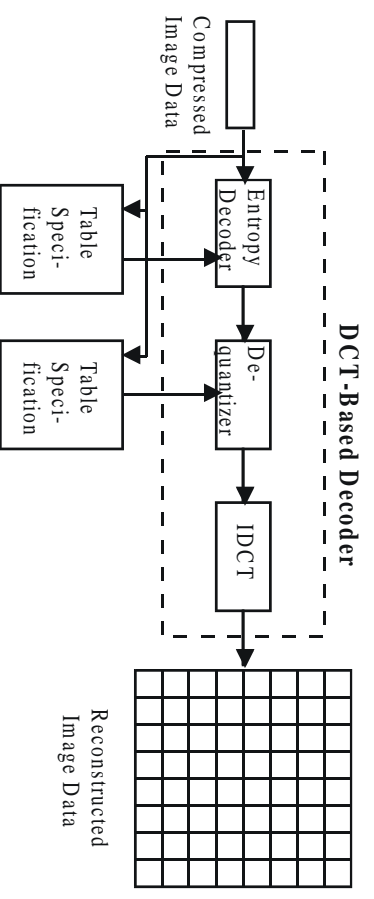 DCT-Based Decoder
Compressed
Image Data
Entropy
Decoder
De-
quantizer
IDCT
Table
Speci-
fication
Table
Speci-
fication
Reconstructed
Image Data